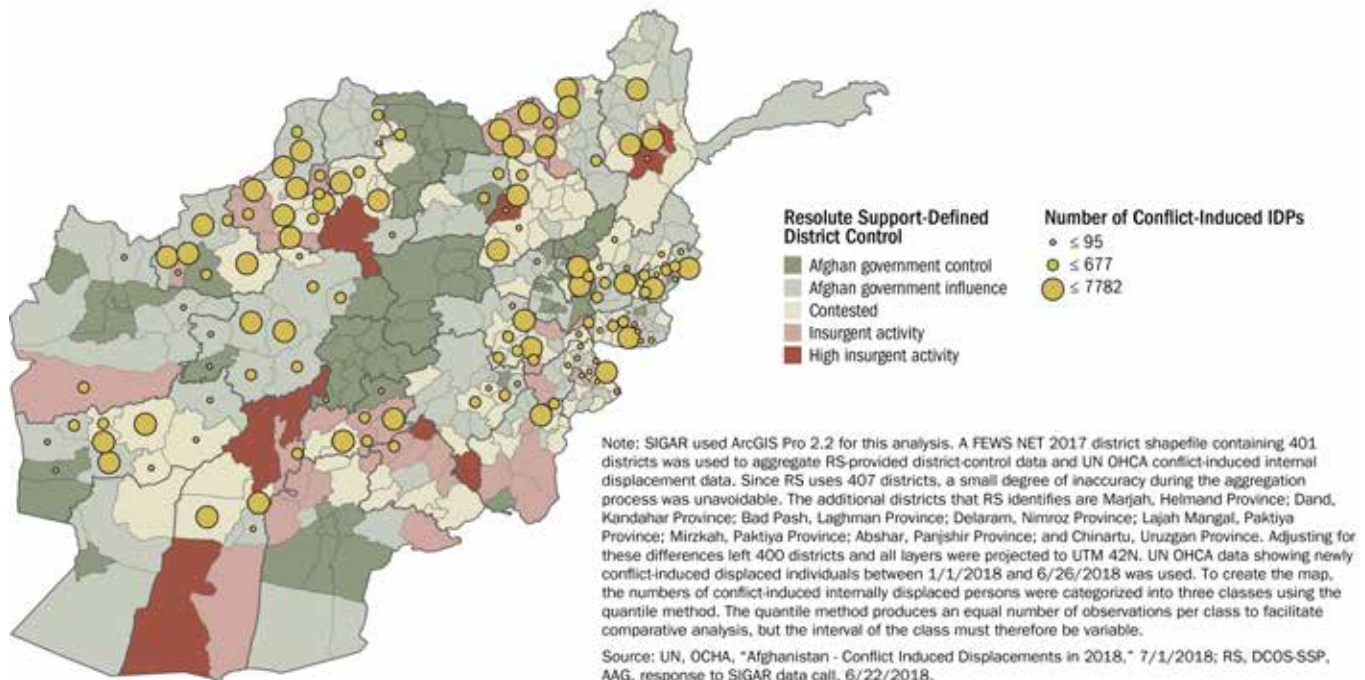 Resolute Support-Defined
District Control
Afghan government control
Afghan government influence
Contested
Insurgent activity
High insurgent activity
Number of Conflict-Induced IDPs
≤ 95
≤ 677
≤ 7782
Note: SIGAR used ArcGIS Pro 2.2 for this analysis. A FEWS NET 2017 district shapefile containing 401
districts was used to aggregate RS-provided district-control data and UN OHCA conflict-induced internal
displacement data. Since RS uses 407 districts, a small degree of inaccuracy during the aggregation
process was unavoidable. The additional districts that RS identifies are Marjah, Helmand Province; Dand,
Kandahar Province; Bad Pash, Laghman Province; Delaram, Nimroz Province; Lajah Mangal, Paktiya
Province; Mirzkah, Paktiya Province; Abshar, Panjshir Province; and Chinartu, Uruzgan Province. Adjusting for
these differences left 400 districts and all layers were projected to UTM 42N. UN OHCA data showing newly
conflict-induced displaced individuals between 1/1/2018 and 6/26/2018 was used. To create the map,
the numbers of conflict-induced internally displaced persons were categorized into three classes using the
quantile method. The quantile method produces an equal number of observations per class to facilitate
comparative analysis, but the interval of the class must therefore be variable.
Source: UN, OCHA, "Afghanistan - Conflict Induced Displacements in 2018," 7/1/2018; RS, DCOS-SSP,
AAG, response to SIGAR data call, 6/22/2018.